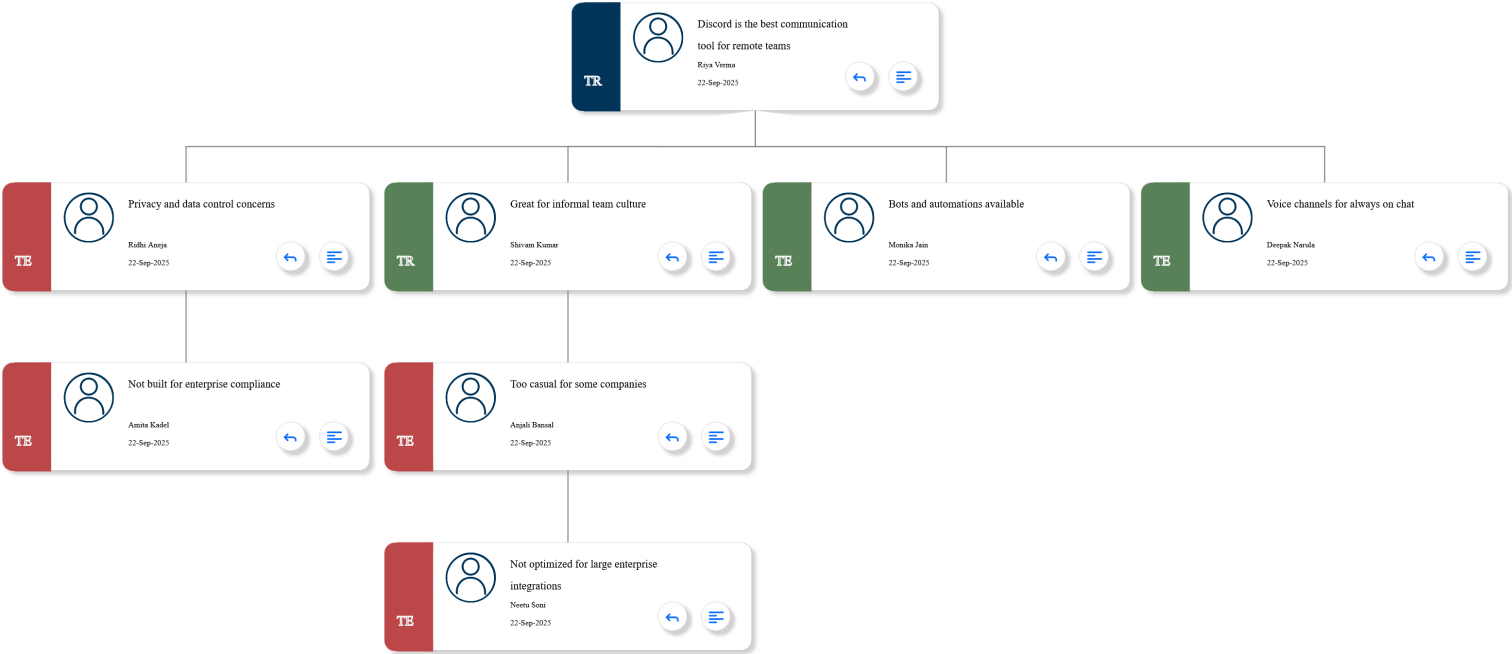 Discord is the best communication
tool for remote teams
Riya Verma
TR
22-Sep-2025
Privacy and data control concerns
Ridhi Aneja
TE
22-Sep-2025
Great for informal team culture
Shivam Kumar
TR
22-Sep-2025
Bots and automations available
Monika Jain
TE
22-Sep-2025
Voice channels for always on chat
Deepak Narula
TE
22-Sep-2025
Not built for enterprise compliance
Amita Kadel
TE
22-Sep-2025
Too casual for some companies
Anjali Bansal
TE
22-Sep-2025
Not optimized for large enterprise
integrations
Neetu Soni
TE
22-Sep-2025